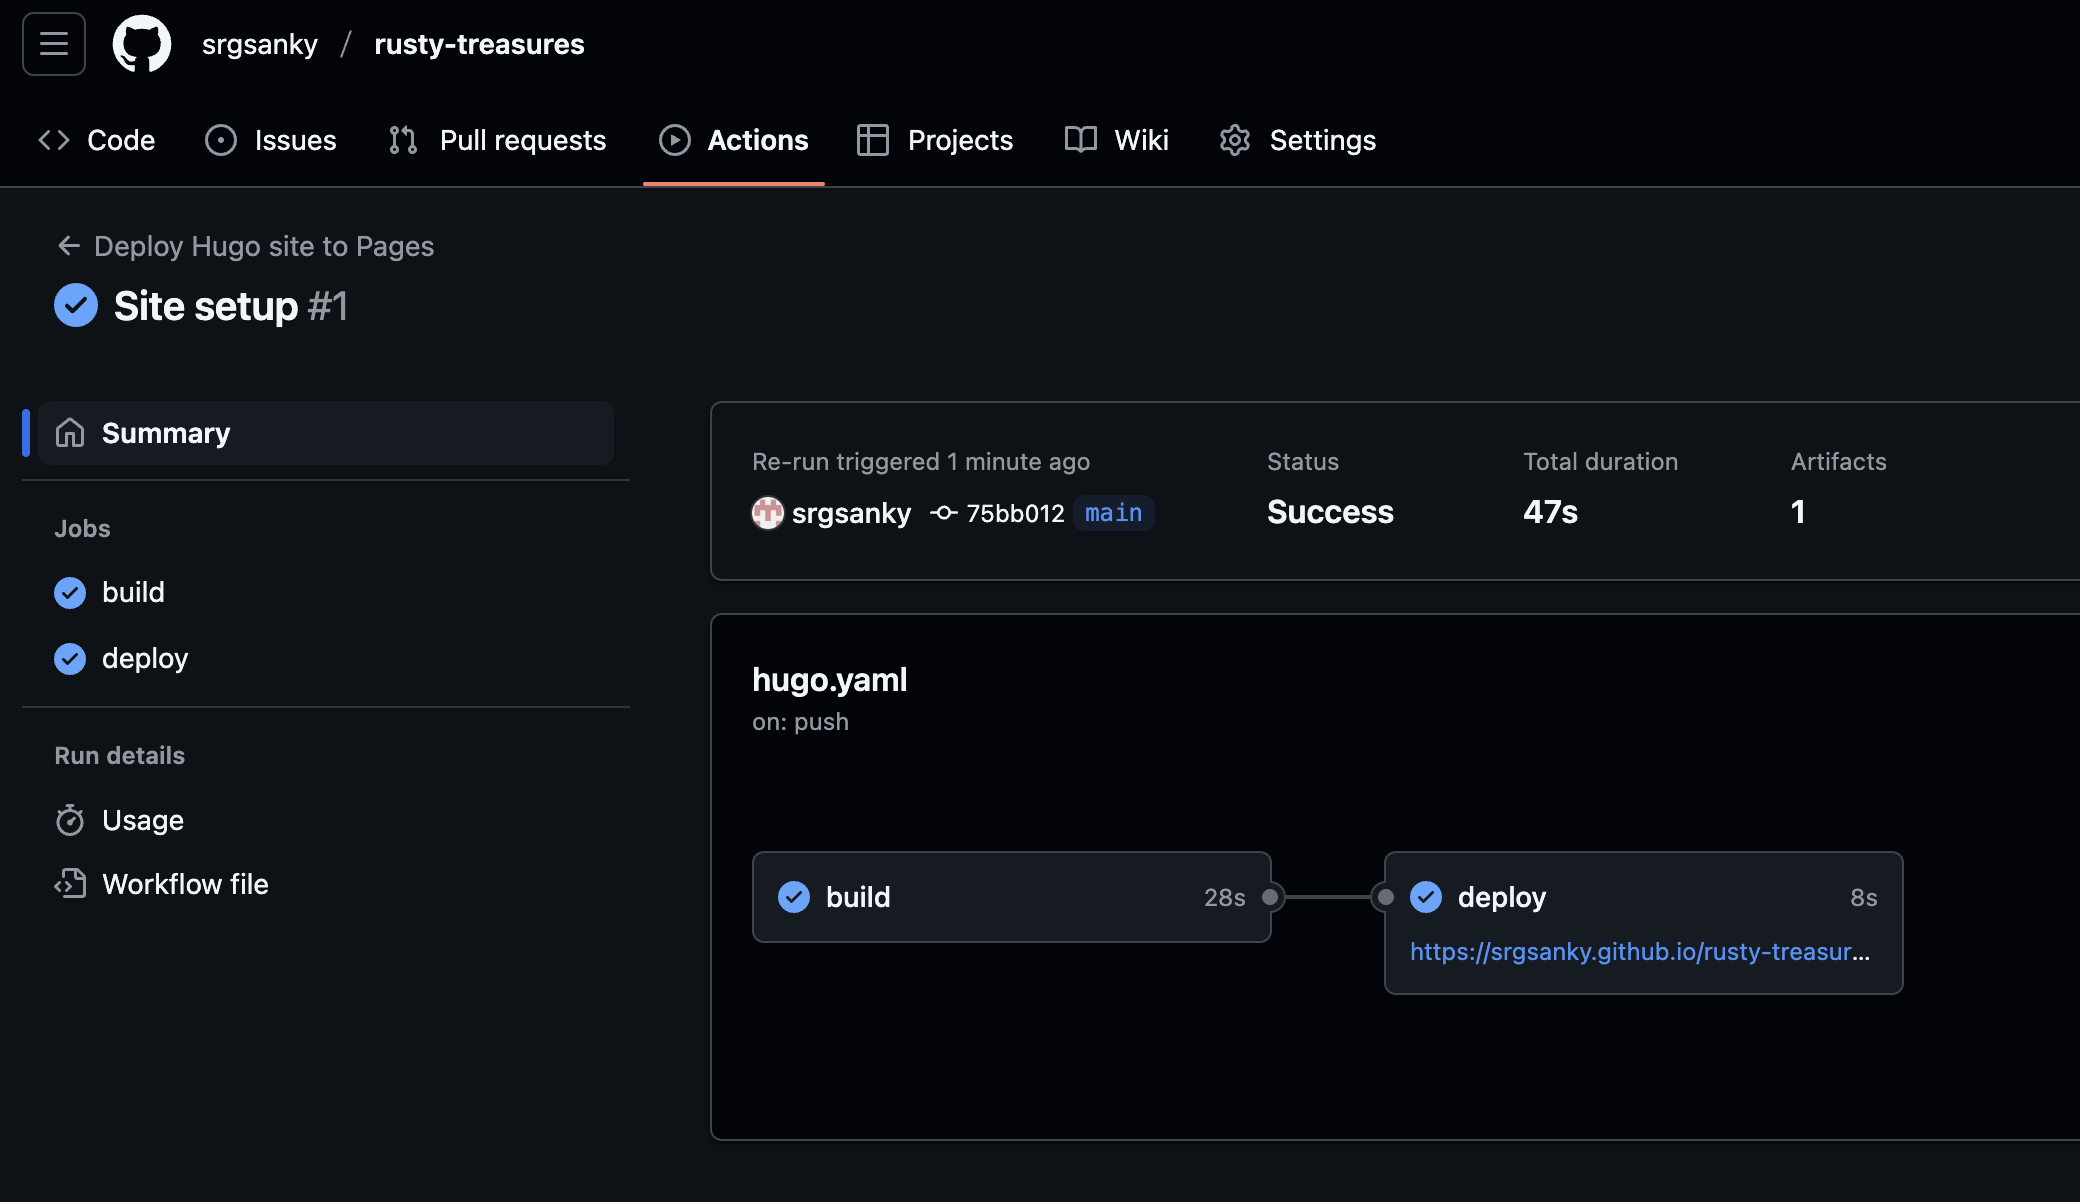 srgsanky / rusty-treasures
Code Issues Pull requests Actions Projects Wiki Settings
← Deploy Hugo site to Pages
Site setup #1
Summary
Jobs
build
deploy
Run details
Usage
Workflow file
Re-run triggered 1 minute ago
srgsanky 75bb012 main
Status
Success
Total duration
47s
Artifacts
1
hugo.yaml
on: push
build 28s
deploy 8s
https://srgsanky.github.io/rusty-treasur...